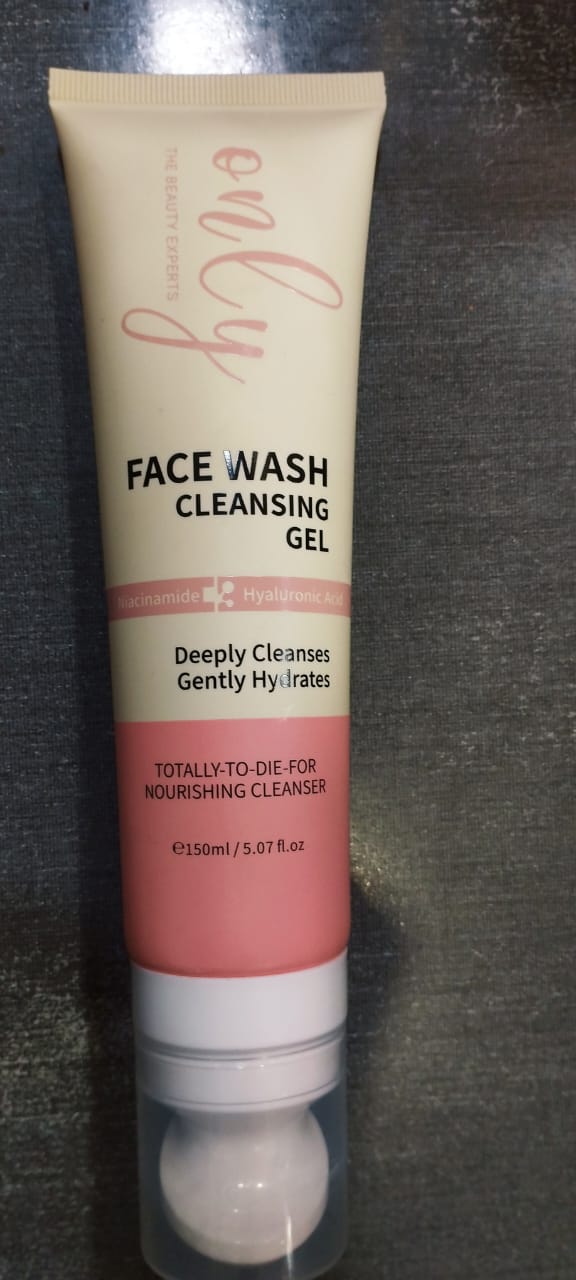 only
THE BEAUTY EXPERTS
FACE WASH
CLEANSING
GEL
Niacinamide Hyaluronic Acid
Deeply Cleanses
Gently Hydrates
TOTALLY-TO-DIE-FOR
NOURISHING CLEANSER
℮150ml / 5.07 fl.oz